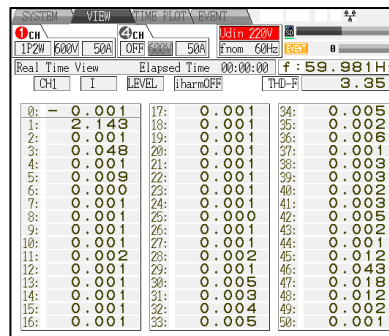 SYSTEM VIEW TIME PLOT EVENT
1CH 4CH Udin 220V SD
1P2W 600V 50A OFF 600V 50A fnom 60Hz EVENT 0
Real Time View Elapsed Time 00:00:00 f:59.981H
CH1 I LEVEL iharmOFF THD-F 3.35
0: - 0.001 17: 0.001 34: 0.005
1: 2.143 18: 0.001 35: 0.002
2: 0.001 19: 0.001 36: 0.006
3: 0.048 20: 0.001 37: 0.001
4: 0.001 21: 0.001 38: 0.003
5: 0.009 22: 0.001 39: 0.003
6: 0.000 23: 0.001 40: 0.002
7: 0.001 24: 0.001 41: 0.003
8: 0.001 25: 0.000 42: 0.005
9: 0.001 26: 0.001 43: 0.002
10: 0.001 27: 0.001 44: 0.001
11: 0.002 28: 0.002 45: 0.012
12: 0.001 29: 0.001 46: 0.043
13: 0.001 30: 0.005 47: 0.018
14: 0.001 31: 0.003 48: 0.012
15: 0.001 32: 0.004 49: 0.002
16: 0.001 33: 0.005 50: 0.001